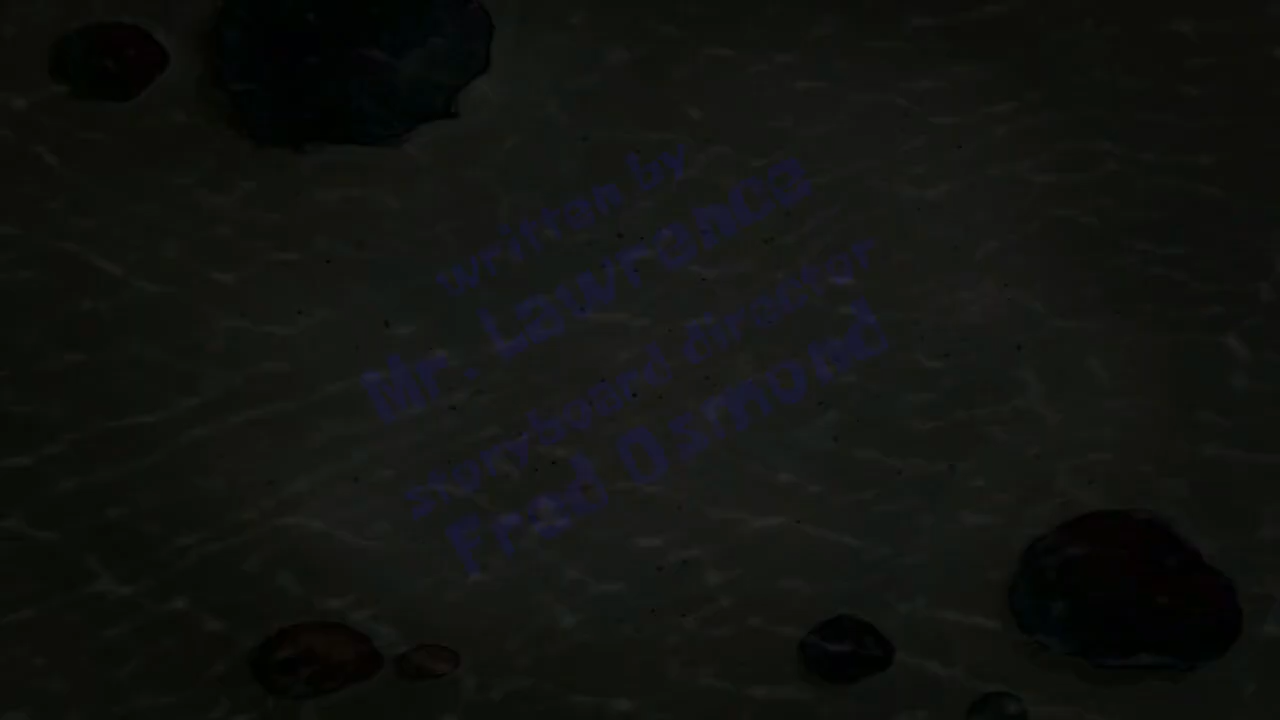 written by
Mr. Lawrence
storyboard director
Fred Osmond